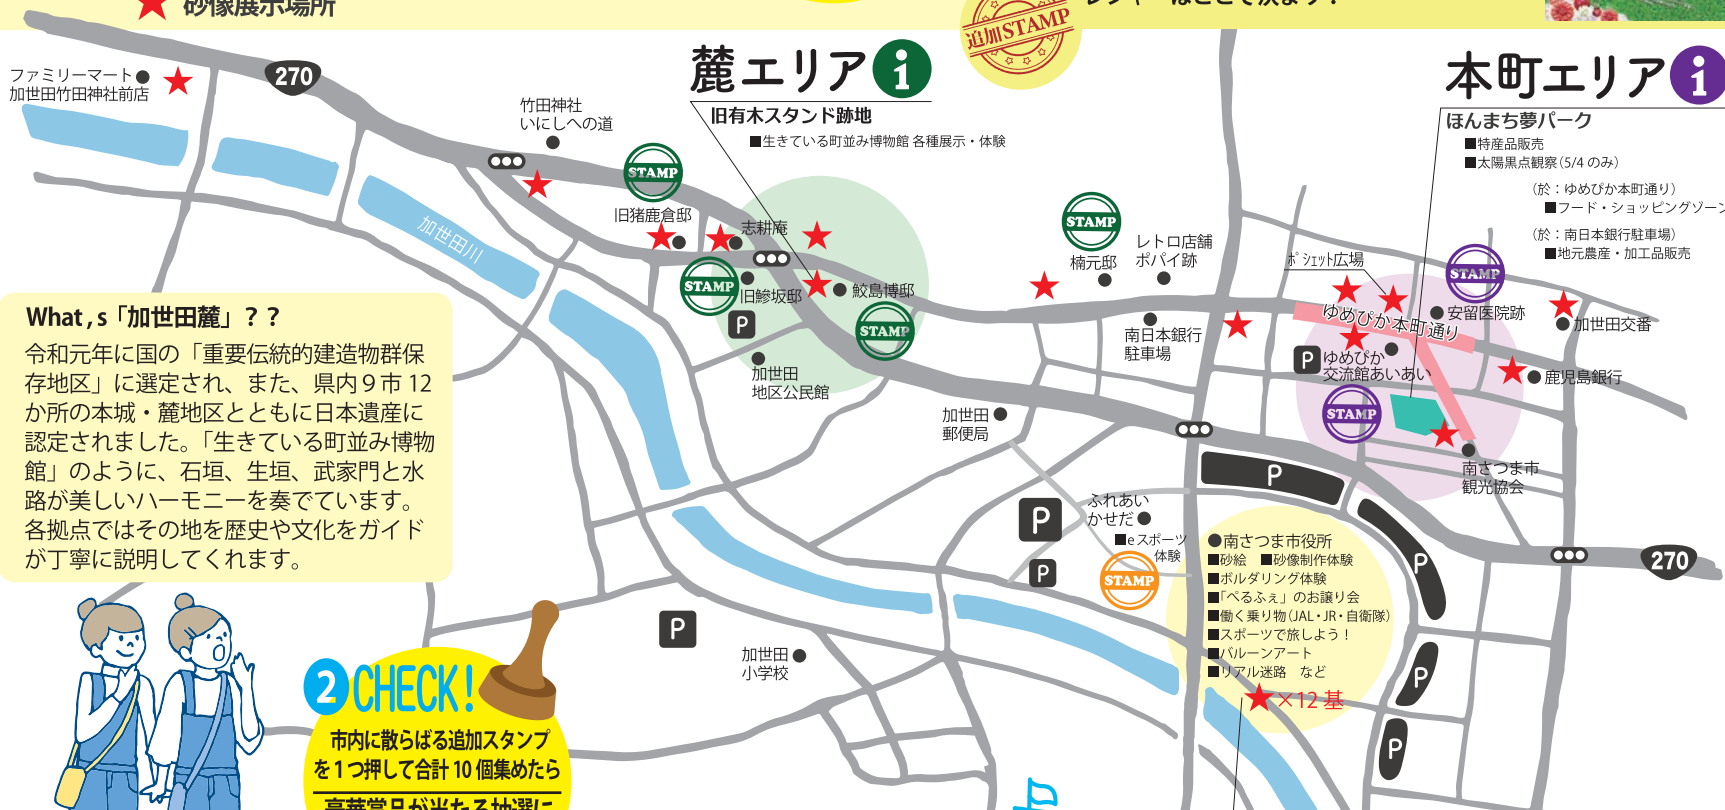 砂像展示場所
追加STAMP
270
ファミリーマート
加世田竹田神社前店
竹田神社
いにしへの道
麓エリア i
旧有木スタンド跡地
■生きている町並み博物館 各種展示・体験
本町エリア i
ほんまち夢パーク
■特産品販売
■太陽黒点観察(5/4 のみ)
(於：ゆめぴか本町通り)
■フード・ショッピングゾーン
(於：南日本銀行駐車場)
■地元農産・加工品販売
STAMP
旧猪鹿倉邸
志耕庵
STAMP
旧鰺坂邸
P
鮫島博邸
STAMP
加世田
地区公民館
加世田川
STAMP
楠元邸
レトロ店舗
ポパイ跡
南日本銀行
駐車場
ポシェット広場
STAMP
ゆめぴか本町通り
安留医院跡
加世田交番
P
ゆめぴか
交流館あいあい
鹿児島銀行
STAMP
南さつま市
観光協会
加世田
郵便局
P
P
ふれあい
かせだ
■eスポーツ
体験
STAMP
P
P
270
●南さつま市役所
■砂絵 ■砂像制作体験
■ボルダリング体験
■「ぺるふぇ」のお譲り会
■働く乗り物(JAL・JR・自衛隊)
■スポーツで旅しよう！
■バルーンアート
■リアル迷路 など
★×12 基
P
P
P
加世田
小学校
What , s「加世田麓」？？
令和元年に国の「重要伝統的建造物群保
存地区」に選定され、また、県内９市 12
か所の本城・麓地区とともに日本遺産に
認定されました。「生きている町並み博物
館」のように、石垣、生垣、武家門と水
路が美しいハーモニーを奏でています。
各拠点ではその地を歴史や文化をガイド
が丁寧に説明してくれます。
2 CHECK!
市内に散らばる追加スタンプ
を１つ押して合計 10 個集めたら
豪華賞品が当たる抽選に